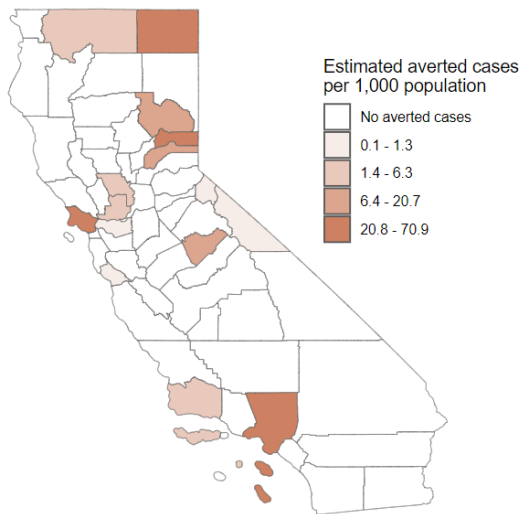 Estimated averted cases
per 1,000 population
No averted cases
0.1 - 1.3
1.4 - 6.3
6.4 - 20.7
20.8 - 70.9